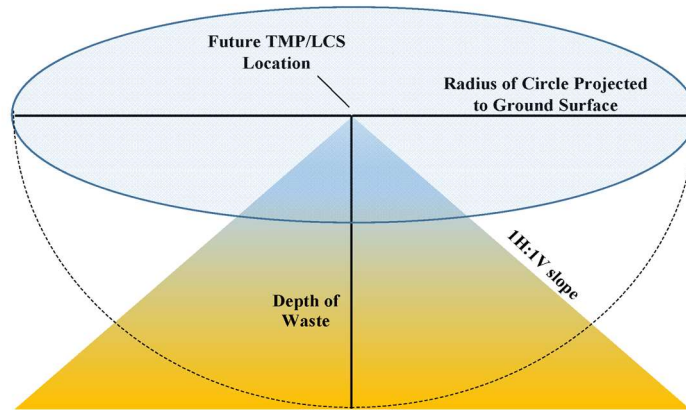 Future TMP/LCS
Location
Radius of Circle Projected
to Ground Surface
1H:1V slope
Depth of
Waste